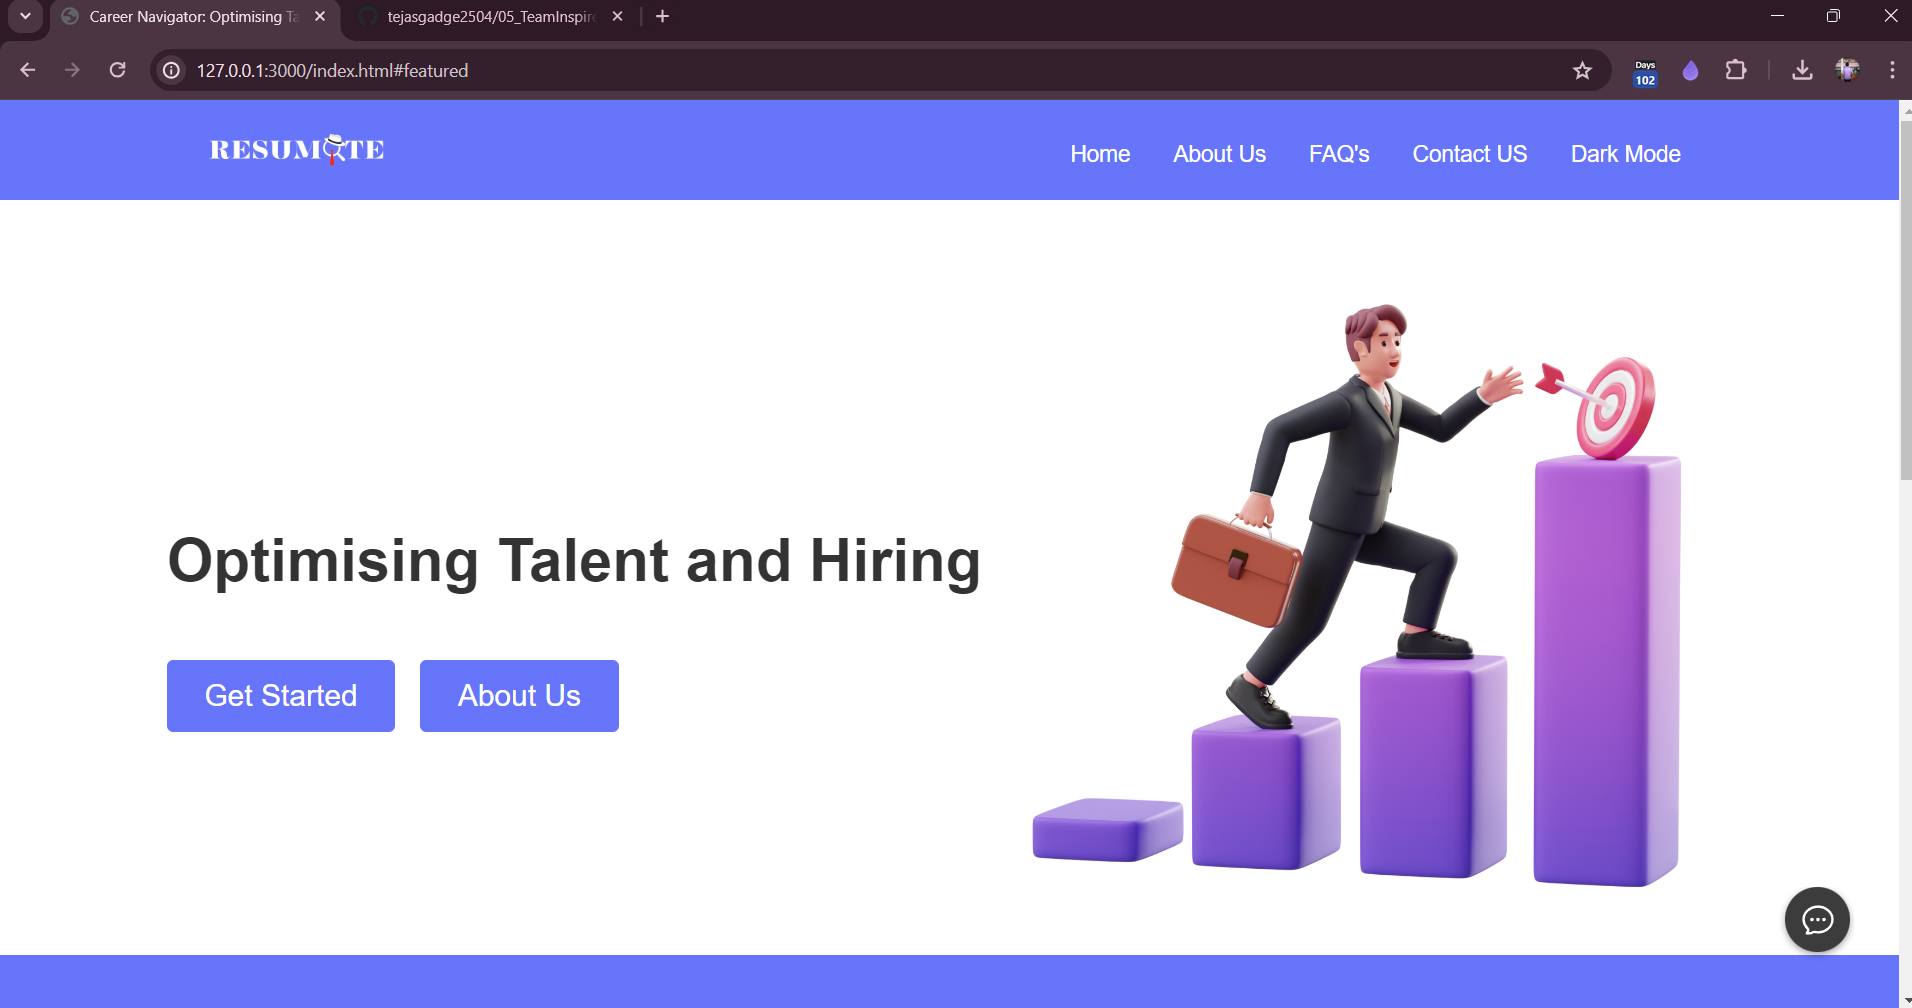 Career Navigator: Optimising Ta
tejasgadge2504/05_TeamInspire
127.0.0.1:3000/index.html#featured
Days
102
RESUMATE
Home About Us FAQ's Contact US Dark Mode
Optimising Talent and Hiring
Get Started About Us